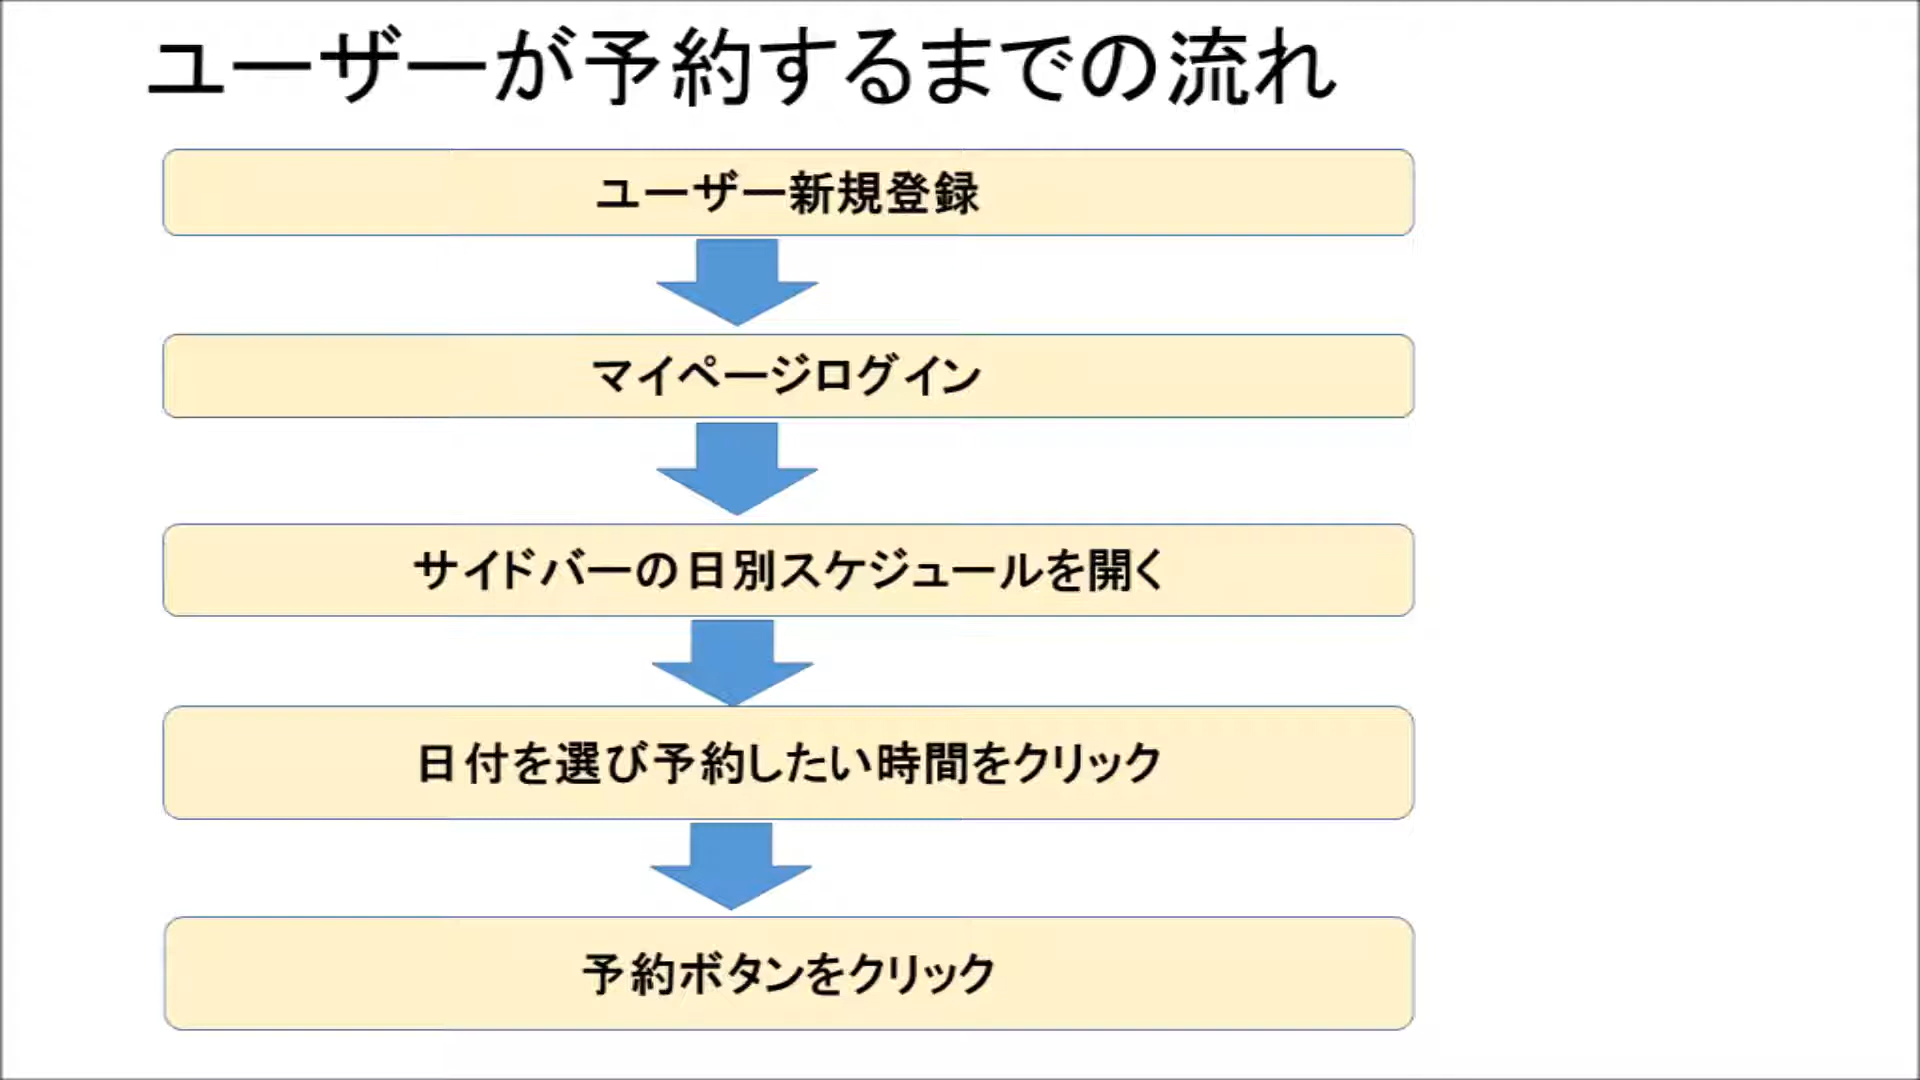 ユーザーが予約するまでの流れ
ユーザー新規登録
マイページログイン
サイドバーの日別スケジュールを開く
日付を選び予約したい時間をクリック
予約ボタンをクリック